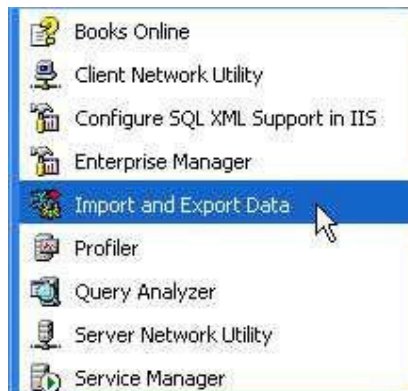 Books Online
Client Network Utility
Configure SQL XML Support in IIS
Enterprise Manager
Import and Export Data
Profiler
Query Analyzer
Server Network Utility
Service Manager